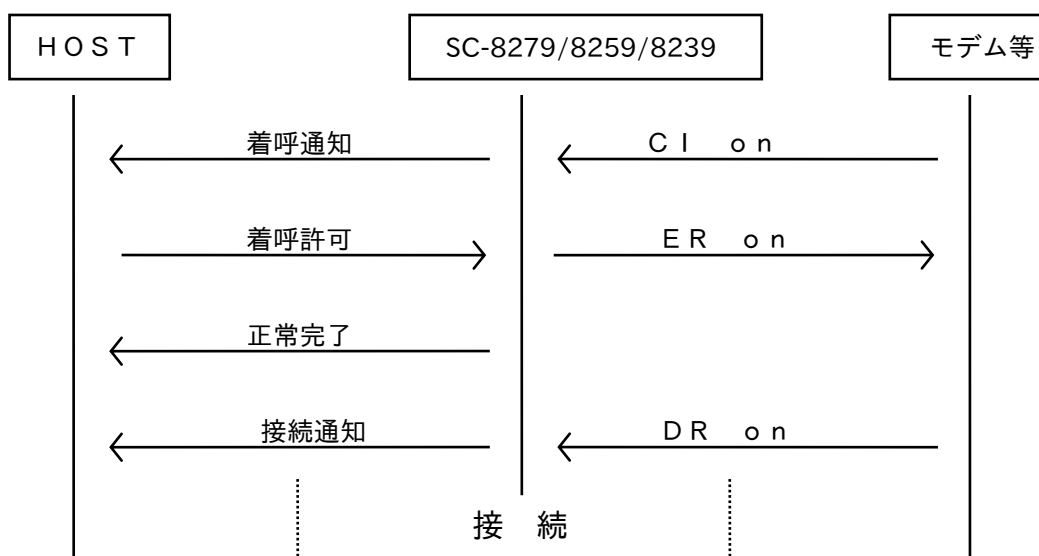 ＨＯＳＴ
SC-8279/8259/8239
モデム等
着呼通知
ＣＩ　ｏｎ
着呼許可
ＥＲ　ｏｎ
正常完了
接続通知
ＤＲ　ｏｎ
接　続